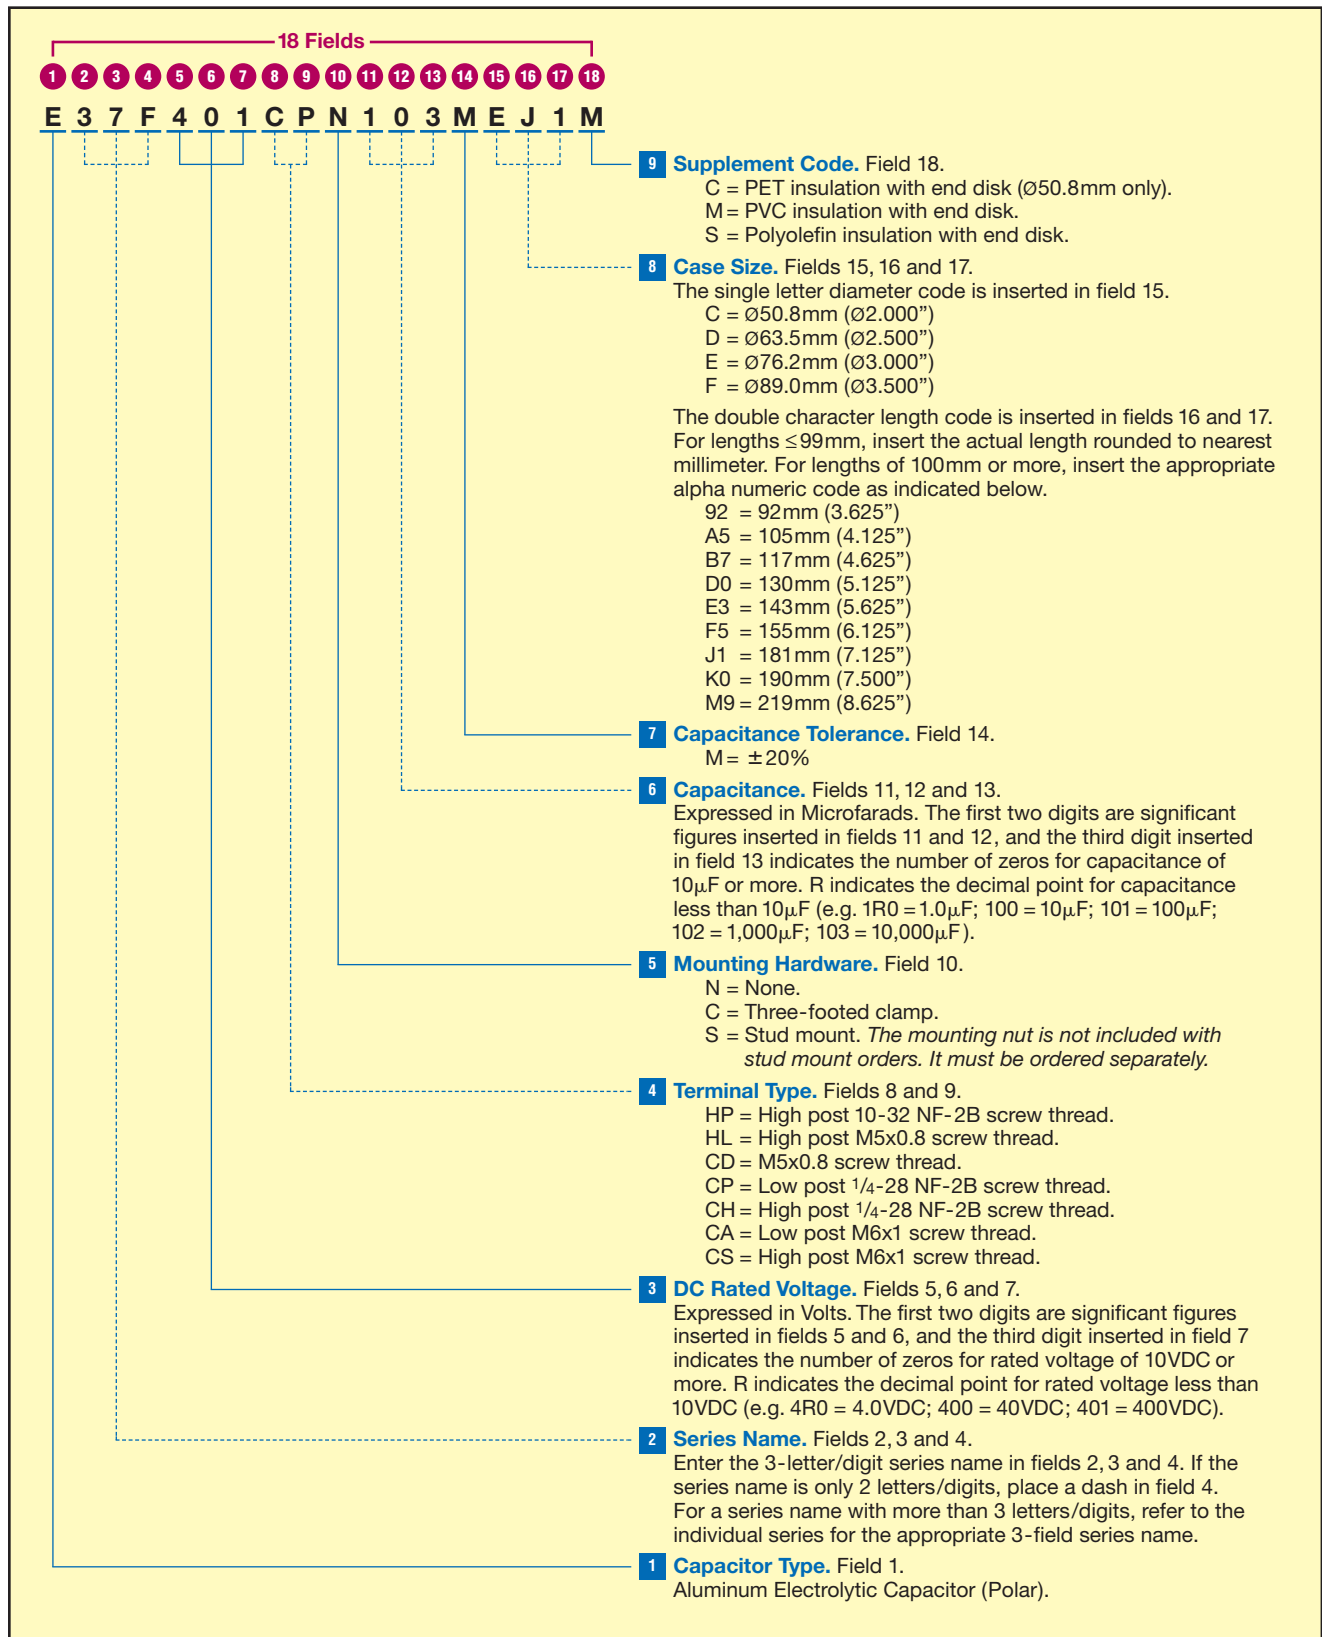 18 Fields
1 2 3 4 5 6 7 8 9 10 11 12 13 14 15 16 17 18
E 3 7 F 4 0 1 C P N 1 0 3 M E J 1 M
9 Supplement Code. Field 18.
C = PET insulation with end disk (Ø50.8mm only).
M = PVC insulation with end disk.
S = Polyolefin insulation with end disk.
8 Case Size. Fields 15, 16 and 17.
The single letter diameter code is inserted in field 15.
C = Ø50.8mm (Ø2.000”)
D = Ø63.5mm (Ø2.500”)
E = Ø76.2mm (Ø3.000”)
F = Ø89.0mm (Ø3.500”)
The double character length code is inserted in fields 16 and 17.
For lengths ≤99mm, insert the actual length rounded to nearest
millimeter. For lengths of 100mm or more, insert the appropriate
alpha numeric code as indicated below.
92 = 92mm (3.625”)
A5 = 105mm (4.125”)
B7 = 117mm (4.625”)
D0 = 130mm (5.125”)
E3 = 143mm (5.625”)
F5 = 155mm (6.125”)
J1 = 181mm (7.125”)
K0 = 190mm (7.500”)
M9 = 219mm (8.625”)
7 Capacitance Tolerance. Field 14.
M = ±20%
6 Capacitance. Fields 11, 12 and 13.
Expressed in Microfarads. The first two digits are significant
figures inserted in fields 11 and 12, and the third digit inserted
in field 13 indicates the number of zeros for capacitance of
10µF or more. R indicates the decimal point for capacitance
less than 10µF (e.g. 1R0 = 1.0µF; 100 = 10µF; 101 = 100µF;
102 = 1,000µF; 103 = 10,000µF).
5 Mounting Hardware. Field 10.
N = None.
C = Three-footed clamp.
S = Stud mount. The mounting nut is not included with
stud mount orders. It must be ordered separately.
4 Terminal Type. Fields 8 and 9.
HP = High post 10-32 NF-2B screw thread.
HL = High post M5x0.8 screw thread.
CD = M5x0.8 screw thread.
CP = Low post 1/4-28 NF-2B screw thread.
CH = High post 1/4-28 NF-2B screw thread.
CA = Low post M6x1 screw thread.
CS = High post M6x1 screw thread.
3 DC Rated Voltage. Fields 5, 6 and 7.
Expressed in Volts. The first two digits are significant figures
inserted in fields 5 and 6, and the third digit inserted in field 7
indicates the number of zeros for rated voltage of 10VDC or
more. R indicates the decimal point for rated voltage less than
10VDC (e.g. 4R0 = 4.0VDC; 400 = 40VDC; 401 = 400VDC).
2 Series Name. Fields 2, 3 and 4.
Enter the 3-letter/digit series name in fields 2, 3 and 4. If the
series name is only 2 letters/digits, place a dash in field 4.
For a series name with more than 3 letters/digits, refer to the
individual series for the appropriate 3-field series name.
1 Capacitor Type. Field 1.
Aluminum Electrolytic Capacitor (Polar).